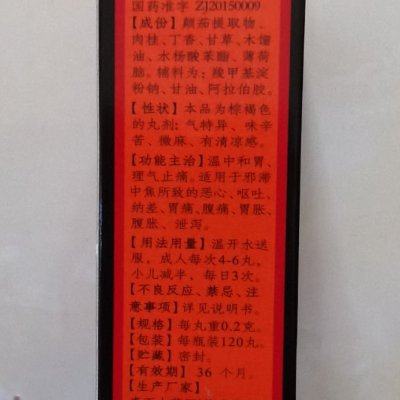 国药准字 ZJ20150009
【成份】颠茄提取物、
肉桂、丁香、甘草、木馏
油、水杨酸苯酯、薄荷
脑。辅料为:羧甲基淀
粉钠、甘油、阿拉伯胶。
【性状】本品为棕褐色
的丸剂;气特异、味辛
苦、微麻、有清凉感。
【功能主治】温中和胃、
理气止痛。适用于邪滞
中焦所致的恶心、呕吐、
纳差、胃痛、腹痛、胃胀、
腹胀、泄泻。
【用法用量】温开水送
服,成人每次4-6丸,
小儿减半,每日3次。
【不良反应、禁忌、注
意事项】详见说明书。
【规格】每丸重0.2克。
【包装】每瓶装120丸。
【贮藏】密封。
【有效期】36个月。
【生产厂家】